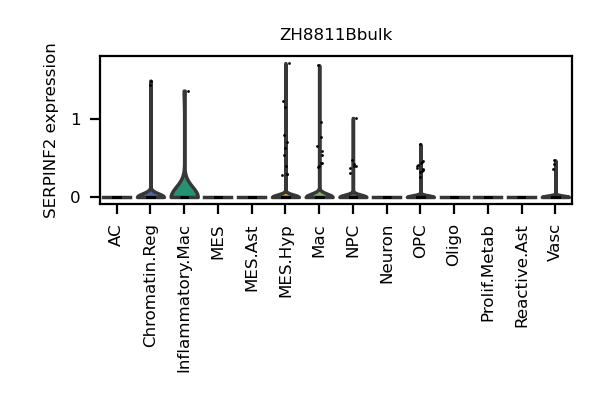 ZH8811Bbulk
SERPINF2 expression
1
0
AC
Chromatin.Reg
Inflammatory.Mac
MES
MES.Ast
MES.Hyp
Mac
NPC
Neuron
OPC
Oligo
Prolif.Metab
Reactive.Ast
Vasc